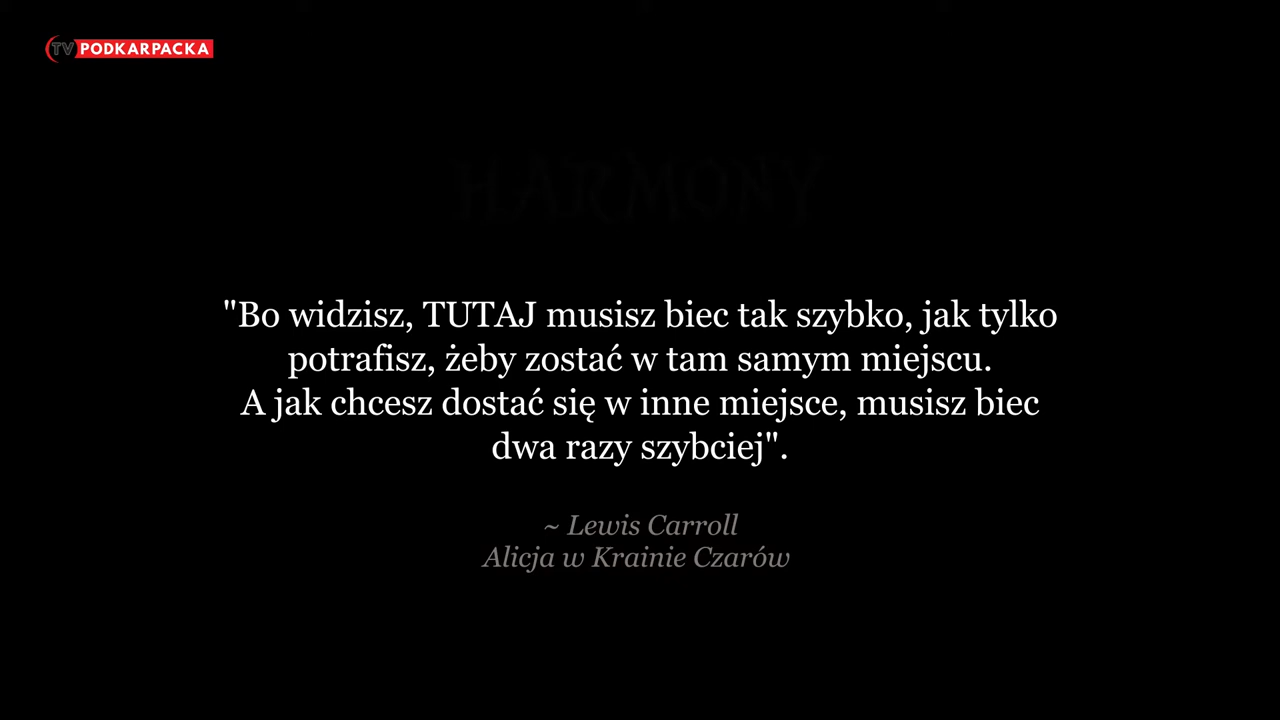 TV PODKARPACKA
HARMONY
"Bo widzisz, TUTAJ musisz biec tak szybko, jak tylko
potrafisz, żeby zostać w tam samym miejscu.
A jak chcesz dostać się w inne miejsce, musisz biec
dwa razy szybciej".
~ Lewis Carroll
Alicja w Krainie Czarów